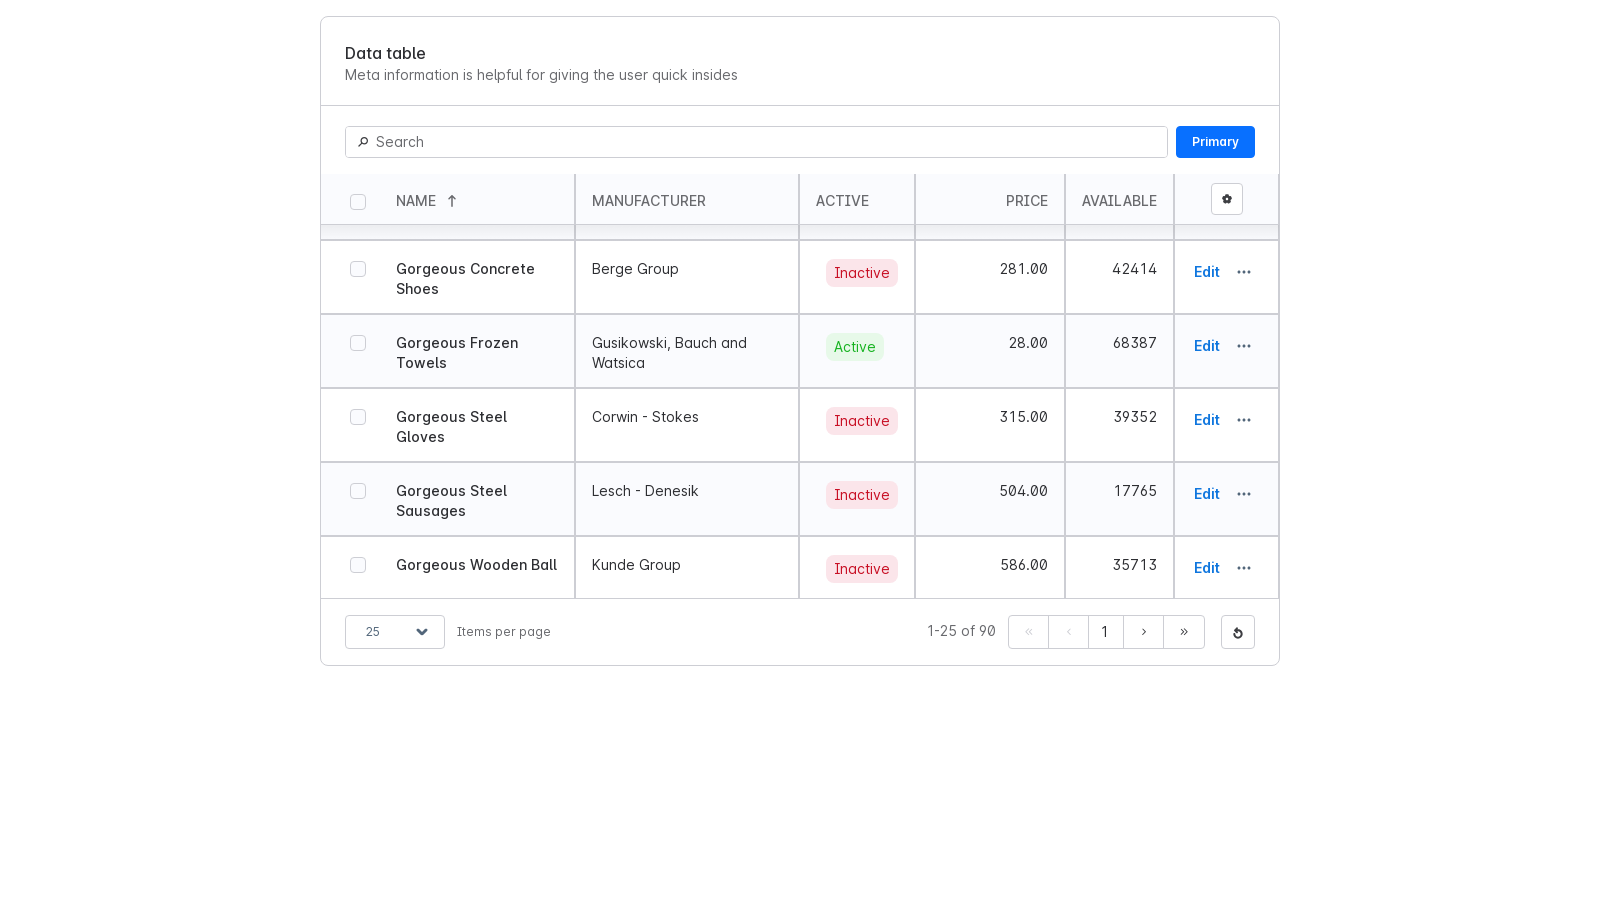 Data table
Meta information is helpful for giving the user quick insides
Search
Primary
NAME
MANUFACTURER
ACTIVE
PRICE
AVAILABLE
Gorgeous Concrete
Shoes
Berge Group
Inactive
281.00
42414
Edit
Gorgeous Frozen
Towels
Gusikowski, Bauch and
Watsica
Active
28.00
68387
Edit
Gorgeous Steel
Gloves
Corwin - Stokes
Inactive
315.00
39352
Edit
Gorgeous Steel
Sausages
Lesch - Denesik
Inactive
504.00
17765
Edit
Gorgeous Wooden Ball
Kunde Group
Inactive
586.00
35713
Edit
25
Items per page
1-25 of 90
« ‹ 1 › »